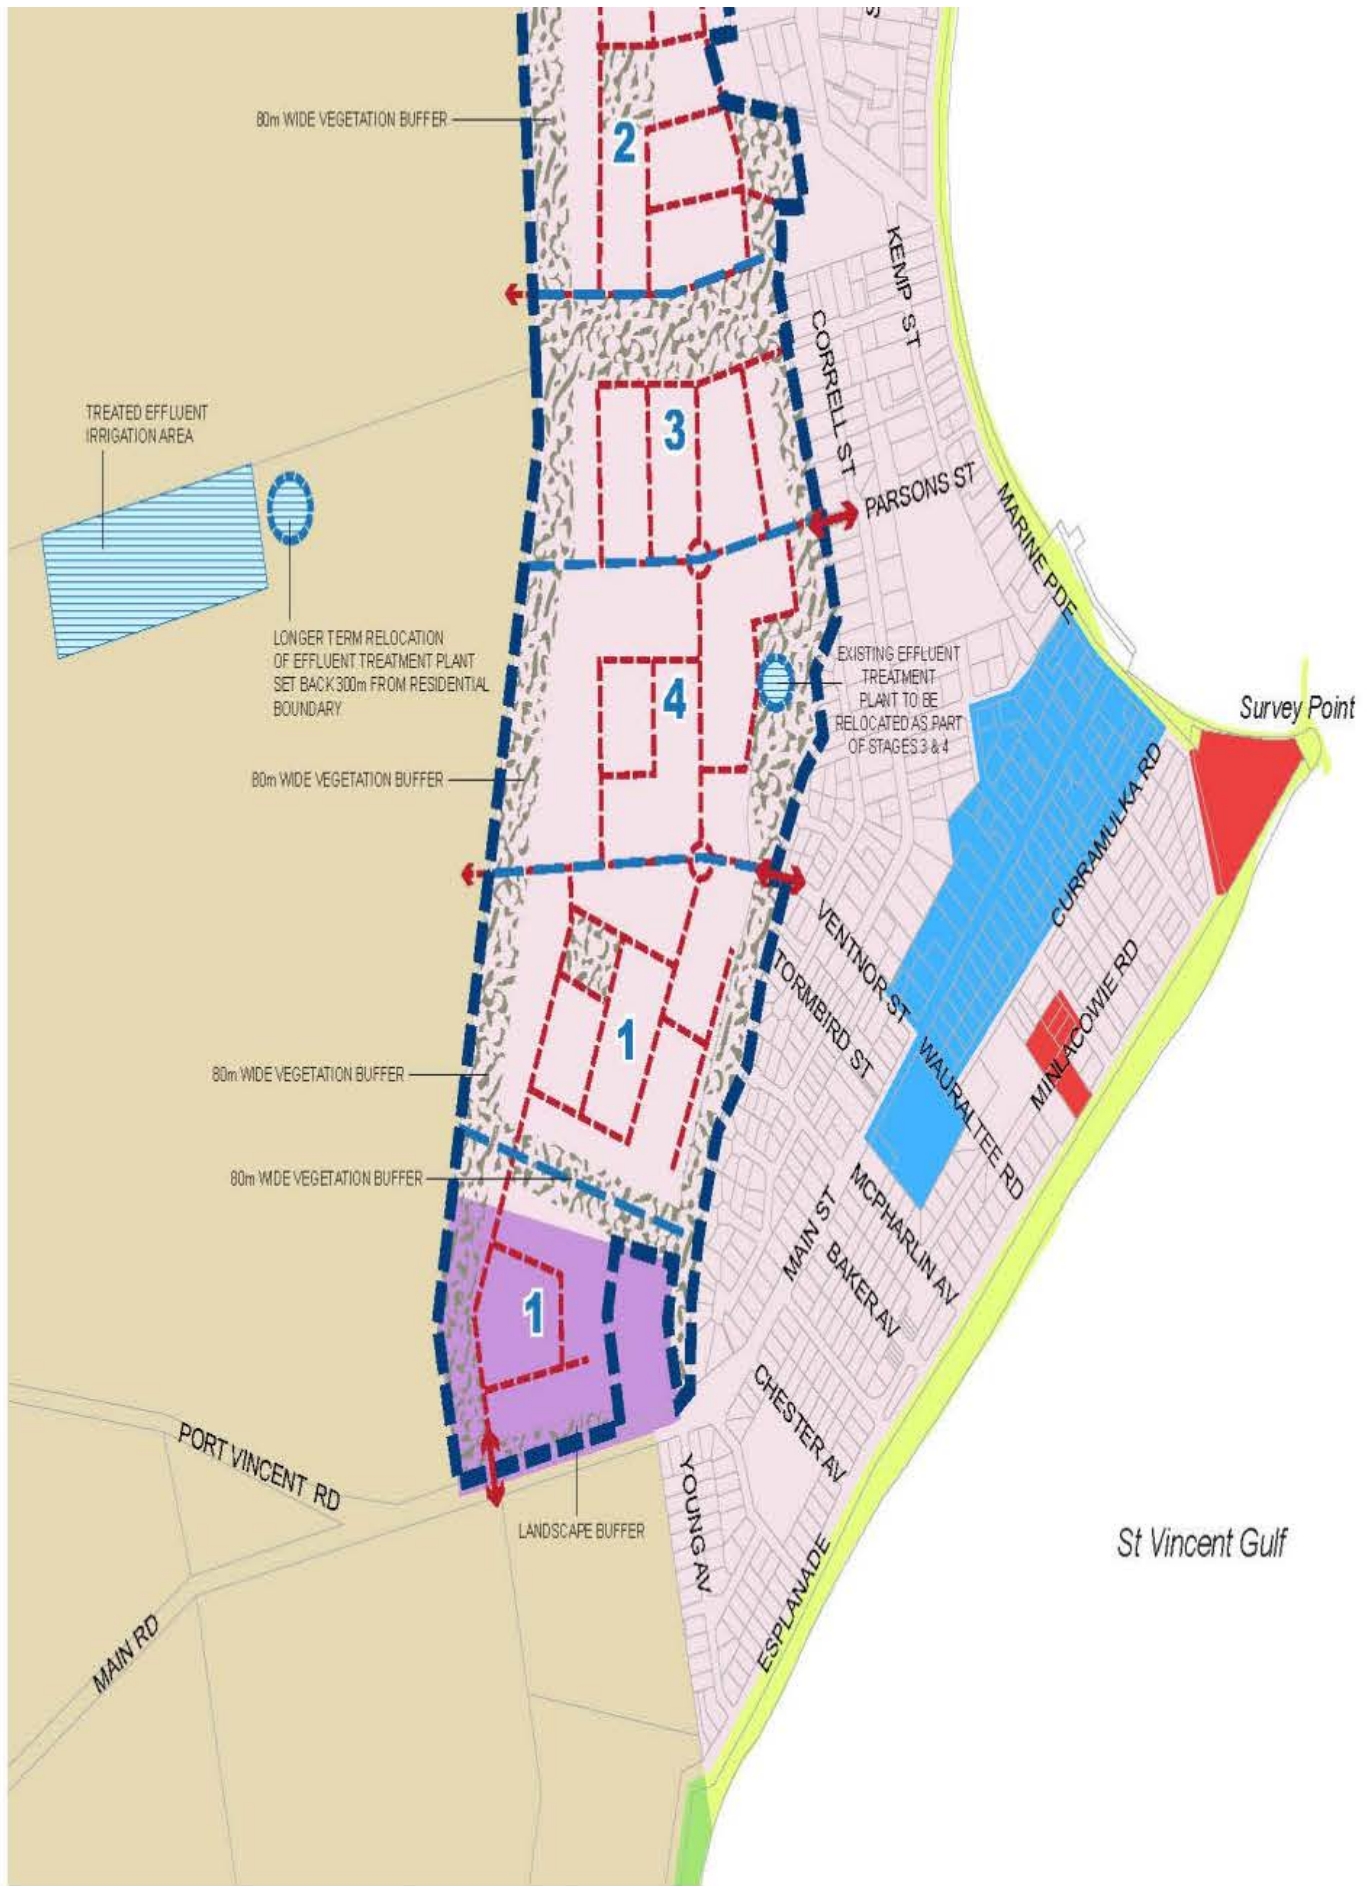 80m WIDE VEGETATION BUFFER
2
KEMP ST
CORRELL ST
TREATED EFFLUENT
IRRIGATION AREA
3
PARSONS ST
MARINE PDE
LONGER TERM RELOCATION
OF EFFLUENT TREATMENT PLANT
SET BACK 300m FROM RESIDENTIAL
BOUNDARY
EXISTING EFFLUENT
TREATMENT
PLANT TO BE
RELOCATED AS PART
OF STAGES 3 & 4
4
Survey Point
80m WIDE VEGETATION BUFFER
CURRAMULKA RD
VENTNOR ST
TORMBIRD ST
WAURALTEE RD
MINLACOWIE RD
1
80m WIDE VEGETATION BUFFER
80m WIDE VEGETATION BUFFER
MCPHARLIN AV
MAIN ST
BAKER AV
1
CHESTER AV
PORT VINCENT RD
YOUNG AV
LANDSCAPE BUFFER
ESPLANADE
St Vincent Gulf
MAIN RD